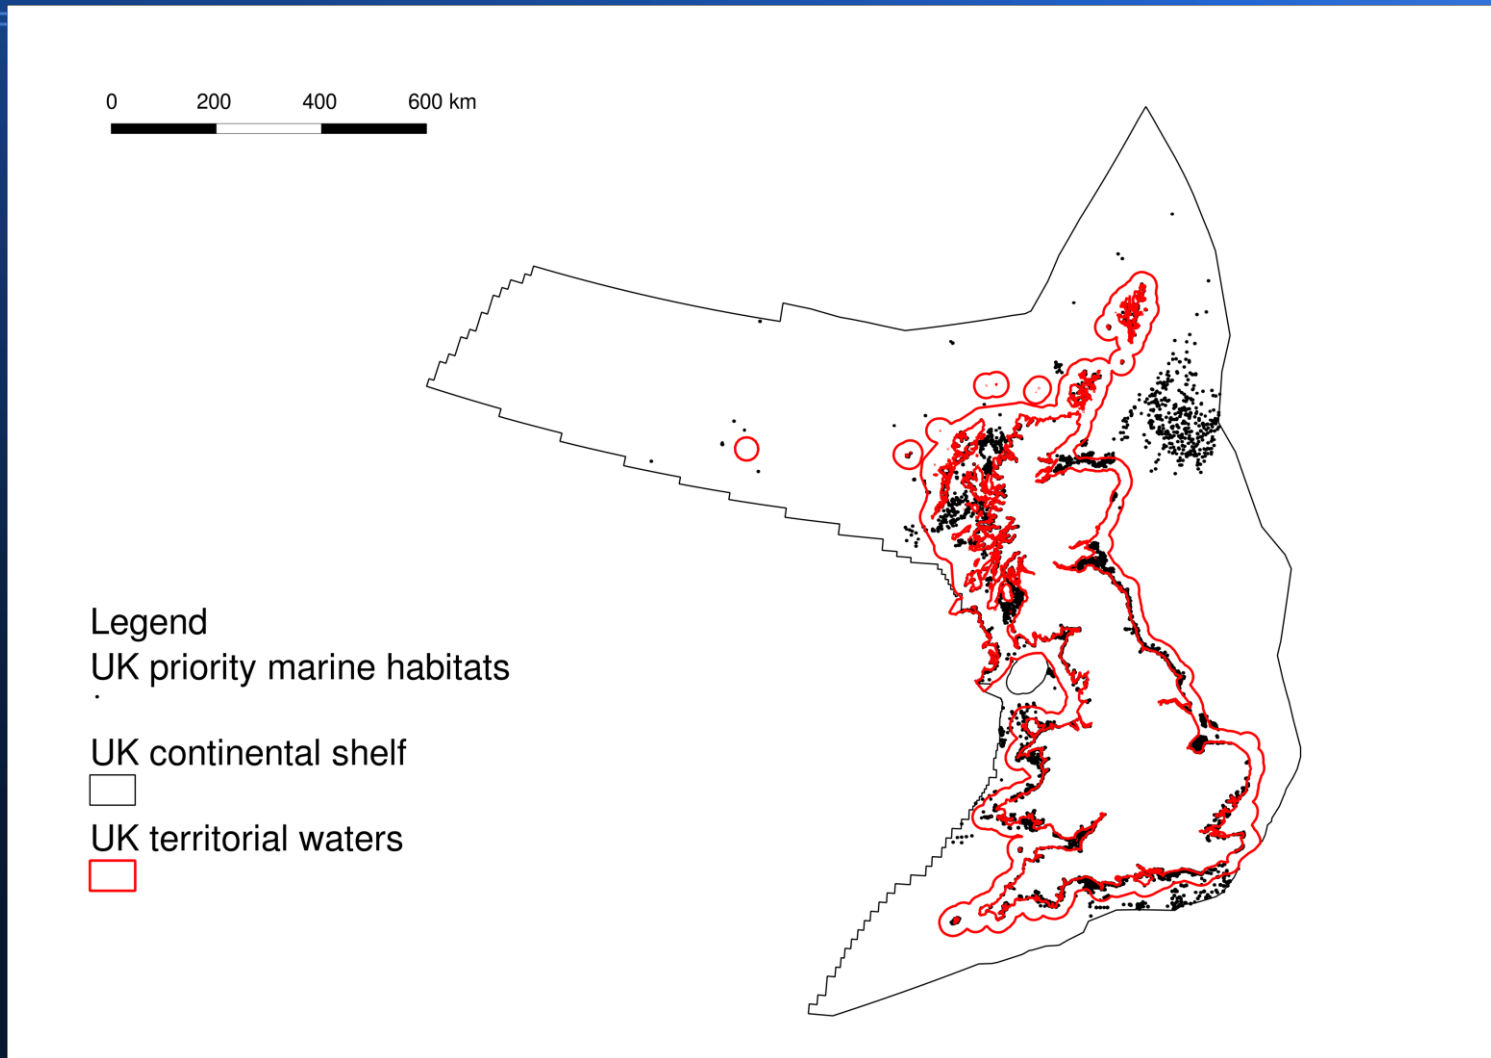 0 200 400 600 km
Legend
UK priority marine habitats
UK continental shelf
UK territorial waters